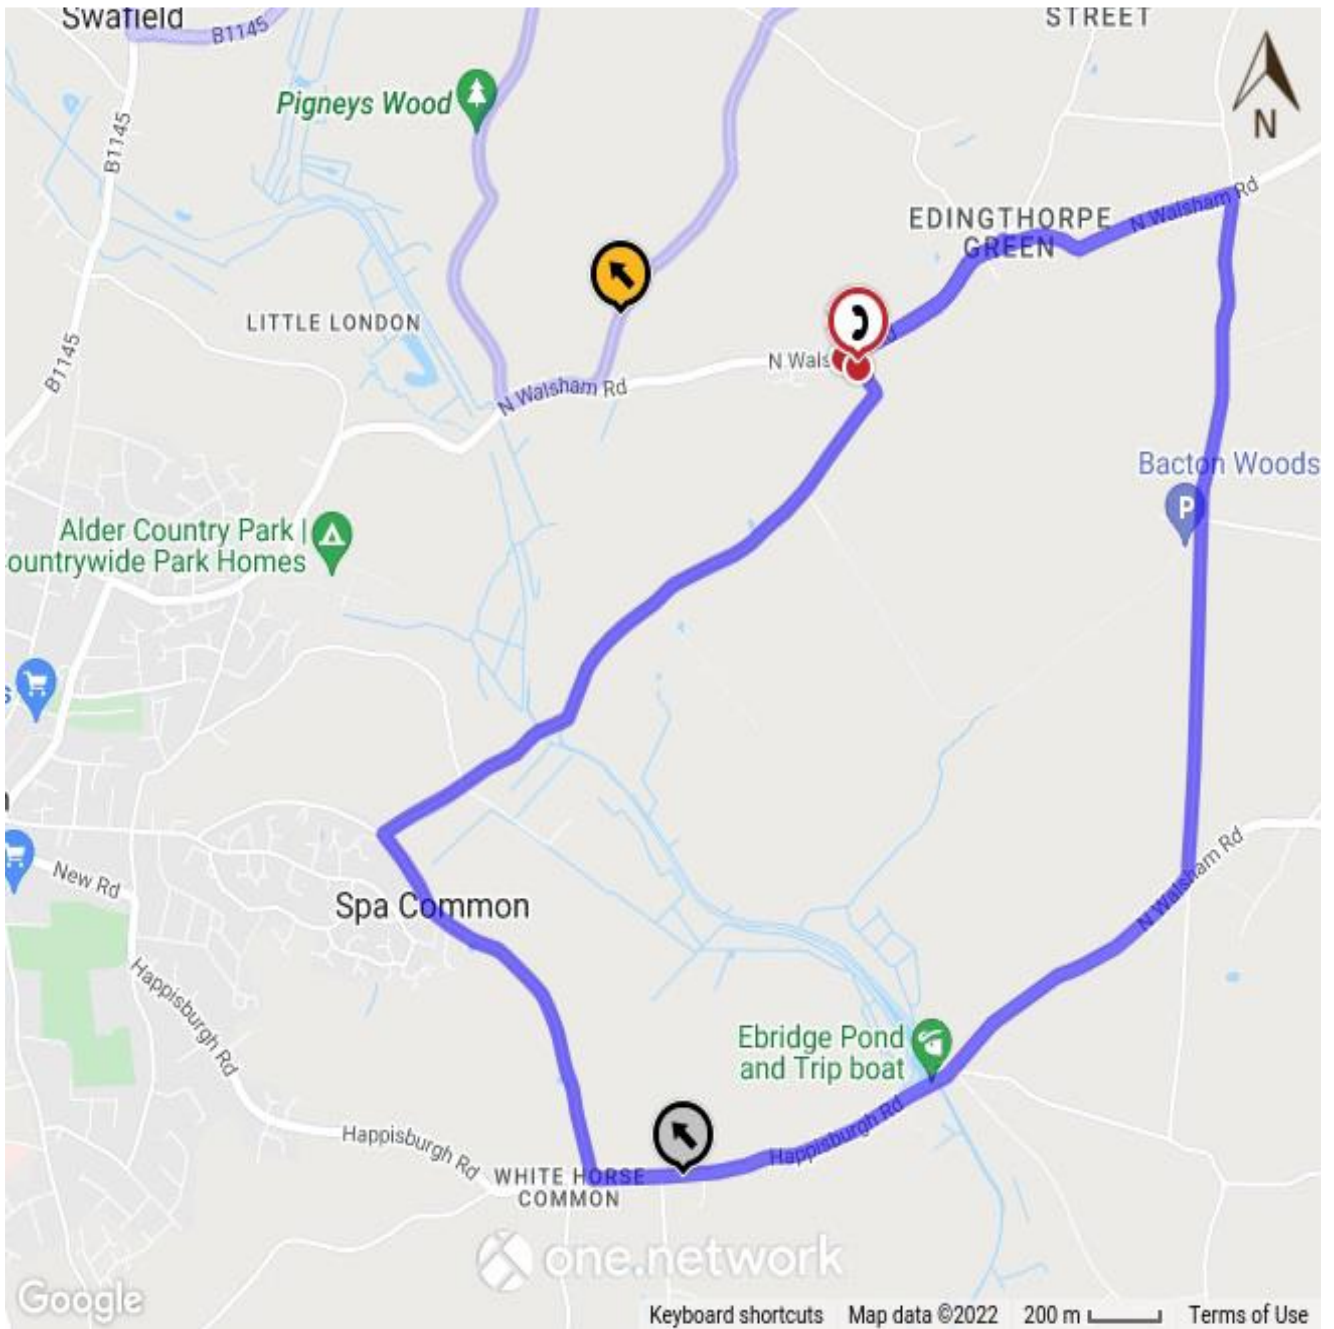 Swafield
B1145
STREET
Pigneys Wood
B1145
N
N Walsham Rd
EDINGTHORPE
GREEN
LITTLE LONDON
B1145
N Wals
N Walsham Rd
Bacton Woods
P
Alder Country Park |
ountrywide Park Homes
s
New Rd
Spa Common
N Walsham Rd
Happisburgh Rd
Ebridge Pond
and Trip boat
Happisburgh Rd
Happisburgh Rd
WHITE HORSE
COMMON
one.network
Google
Keyboard shortcuts Map data ©2022 200 m Terms of Use